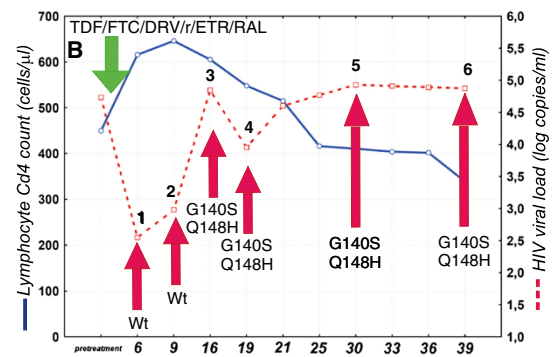 TDF/FTC/DRV/r/ETR/RAL
B
Lymphocyte Cd4 count (cells/µl)
HIV viral load (log copies/ml)
700
600
500
400
300
200
100
0
6,0
5,5
5,0
4,5
4,0
3,5
3,0
2,5
2,0
1,5
1,0
1
2
3
4
5
6
Wt
Wt
G140S
Q148H
G140S
Q148H
G140S
Q148H
G140S
Q148H
pretreatment 6 9 16 19 21 25 30 33 36 39